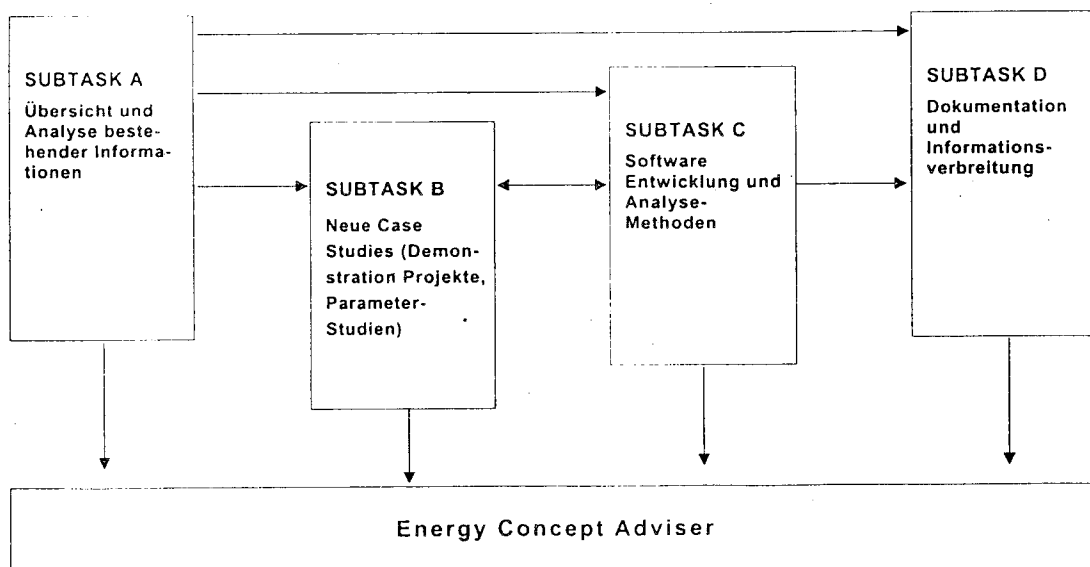 SUBTASK A
Übersicht und
Analyse beste-
hender Informa-
tionen
SUBTASK B
Neue Case
Studies (Demon-
stration Projekte,
Parameter-
Studien)
SUBTASK C
Software
Entwicklung und
Analyse-
Methoden
SUBTASK D
Dokumentation
und
Informations-
verbreitung
Energy Concept Adviser